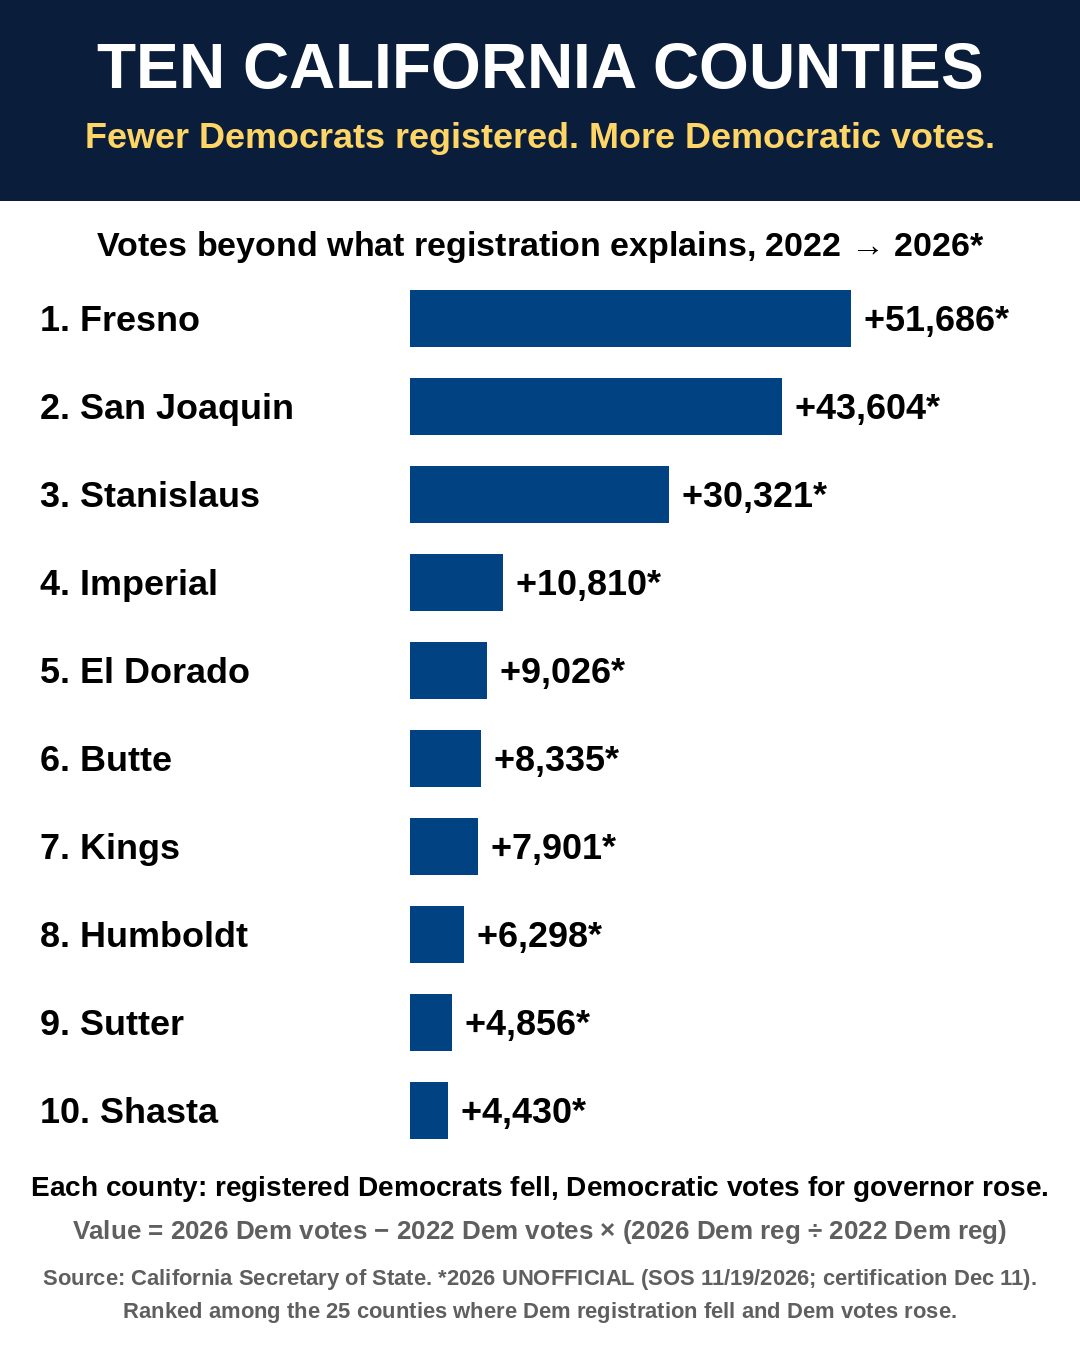 TEN CALIFORNIA COUNTIES
Fewer Democrats registered. More Democratic votes.
Votes beyond what registration explains, 2022 → 2026*
1. Fresno +51,686*
2. San Joaquin +43,604*
3. Stanislaus +30,321*
4. Imperial +10,810*
5. El Dorado +9,026*
6. Butte +8,335*
7. Kings +7,901*
8. Humboldt +6,298*
9. Sutter +4,856*
10. Shasta +4,430*
Each county: registered Democrats fell, Democratic votes for governor rose.
Value = 2026 Dem votes − 2022 Dem votes × (2026 Dem reg ÷ 2022 Dem reg)
Source: California Secretary of State. *2026 UNOFFICIAL (SOS 11/19/2026; certification Dec 11).
Ranked among the 25 counties where Dem registration fell and Dem votes rose.